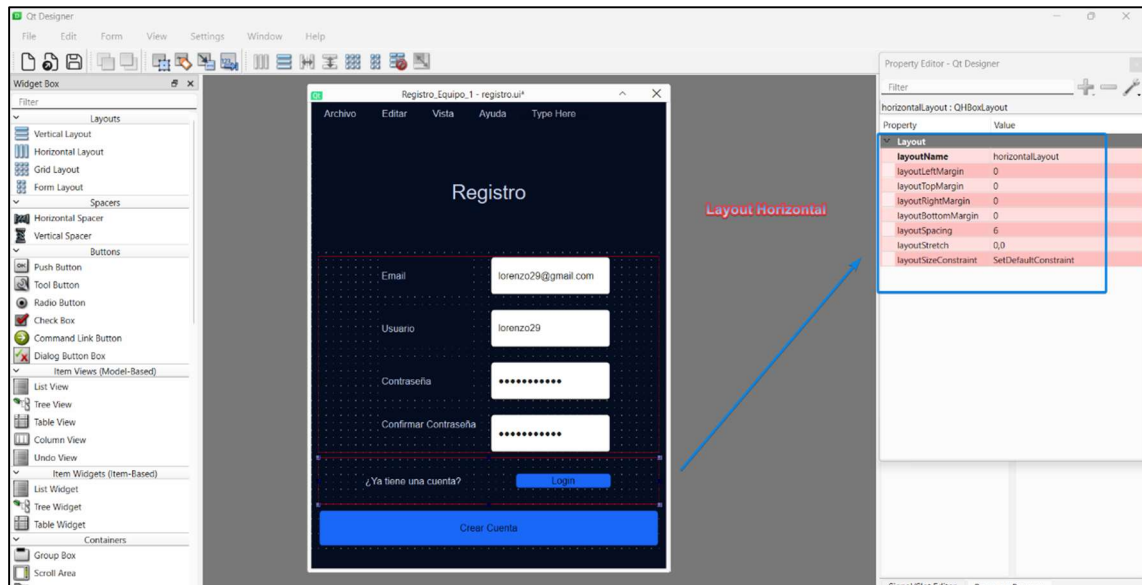 Qt Designer
File Edit Form View Settings Window Help
Widget Box
Filter
Layouts
Vertical Layout
Horizontal Layout
Grid Layout
Form Layout
Spacers
Horizontal Spacer
Vertical Spacer
Buttons
Push Button
Tool Button
Radio Button
Check Box
Command Link Button
Dialog Button Box
Item Views (Model-Based)
List View
Tree View
Table View
Column View
Undo View
Item Widgets (Item-Based)
List Widget
Tree Widget
Table Widget
Containers
Group Box
Scroll Area
Registro_Equipo_1 - registro.ui*
Archivo Editar Vista Ayuda Type Here
Registro
Email lorenzo29@gmail.com
Usuario lorenzo29
Contraseña
Confirmar Contraseña
¿Ya tiene una cuenta? Login
Crear Cuenta
Layout Horizontal
Property Editor - Qt Designer
Filter
horizontalLayout : QHBoxLayout
Property Value
Layout
layoutName horizontalLayout
layoutLeftMargin 0
layoutTopMargin 0
layoutRightMargin 0
layoutBottomMargin 0
layoutSpacing 6
layoutStretch 0,0
layoutSizeConstraint SetDefaultConstraint